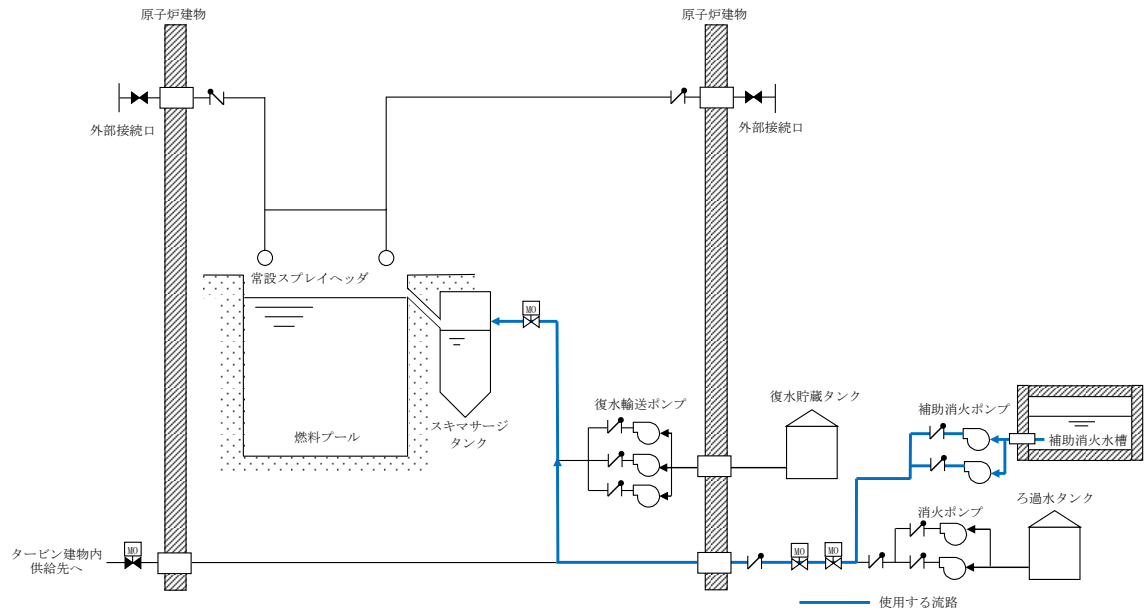 原子炉建物
原子炉建物
外部接続口
外部接続口
常設スプレイヘッダ
MO
復水輸送ポンプ
復水貯蔵タンク
補助消火ポンプ
補助消火水槽
燃料プール
スキマサージ
タンク
ろ過水タンク
消火ポンプ
タービン建物内
供給先へ
MO
MO
MO
使用する流路